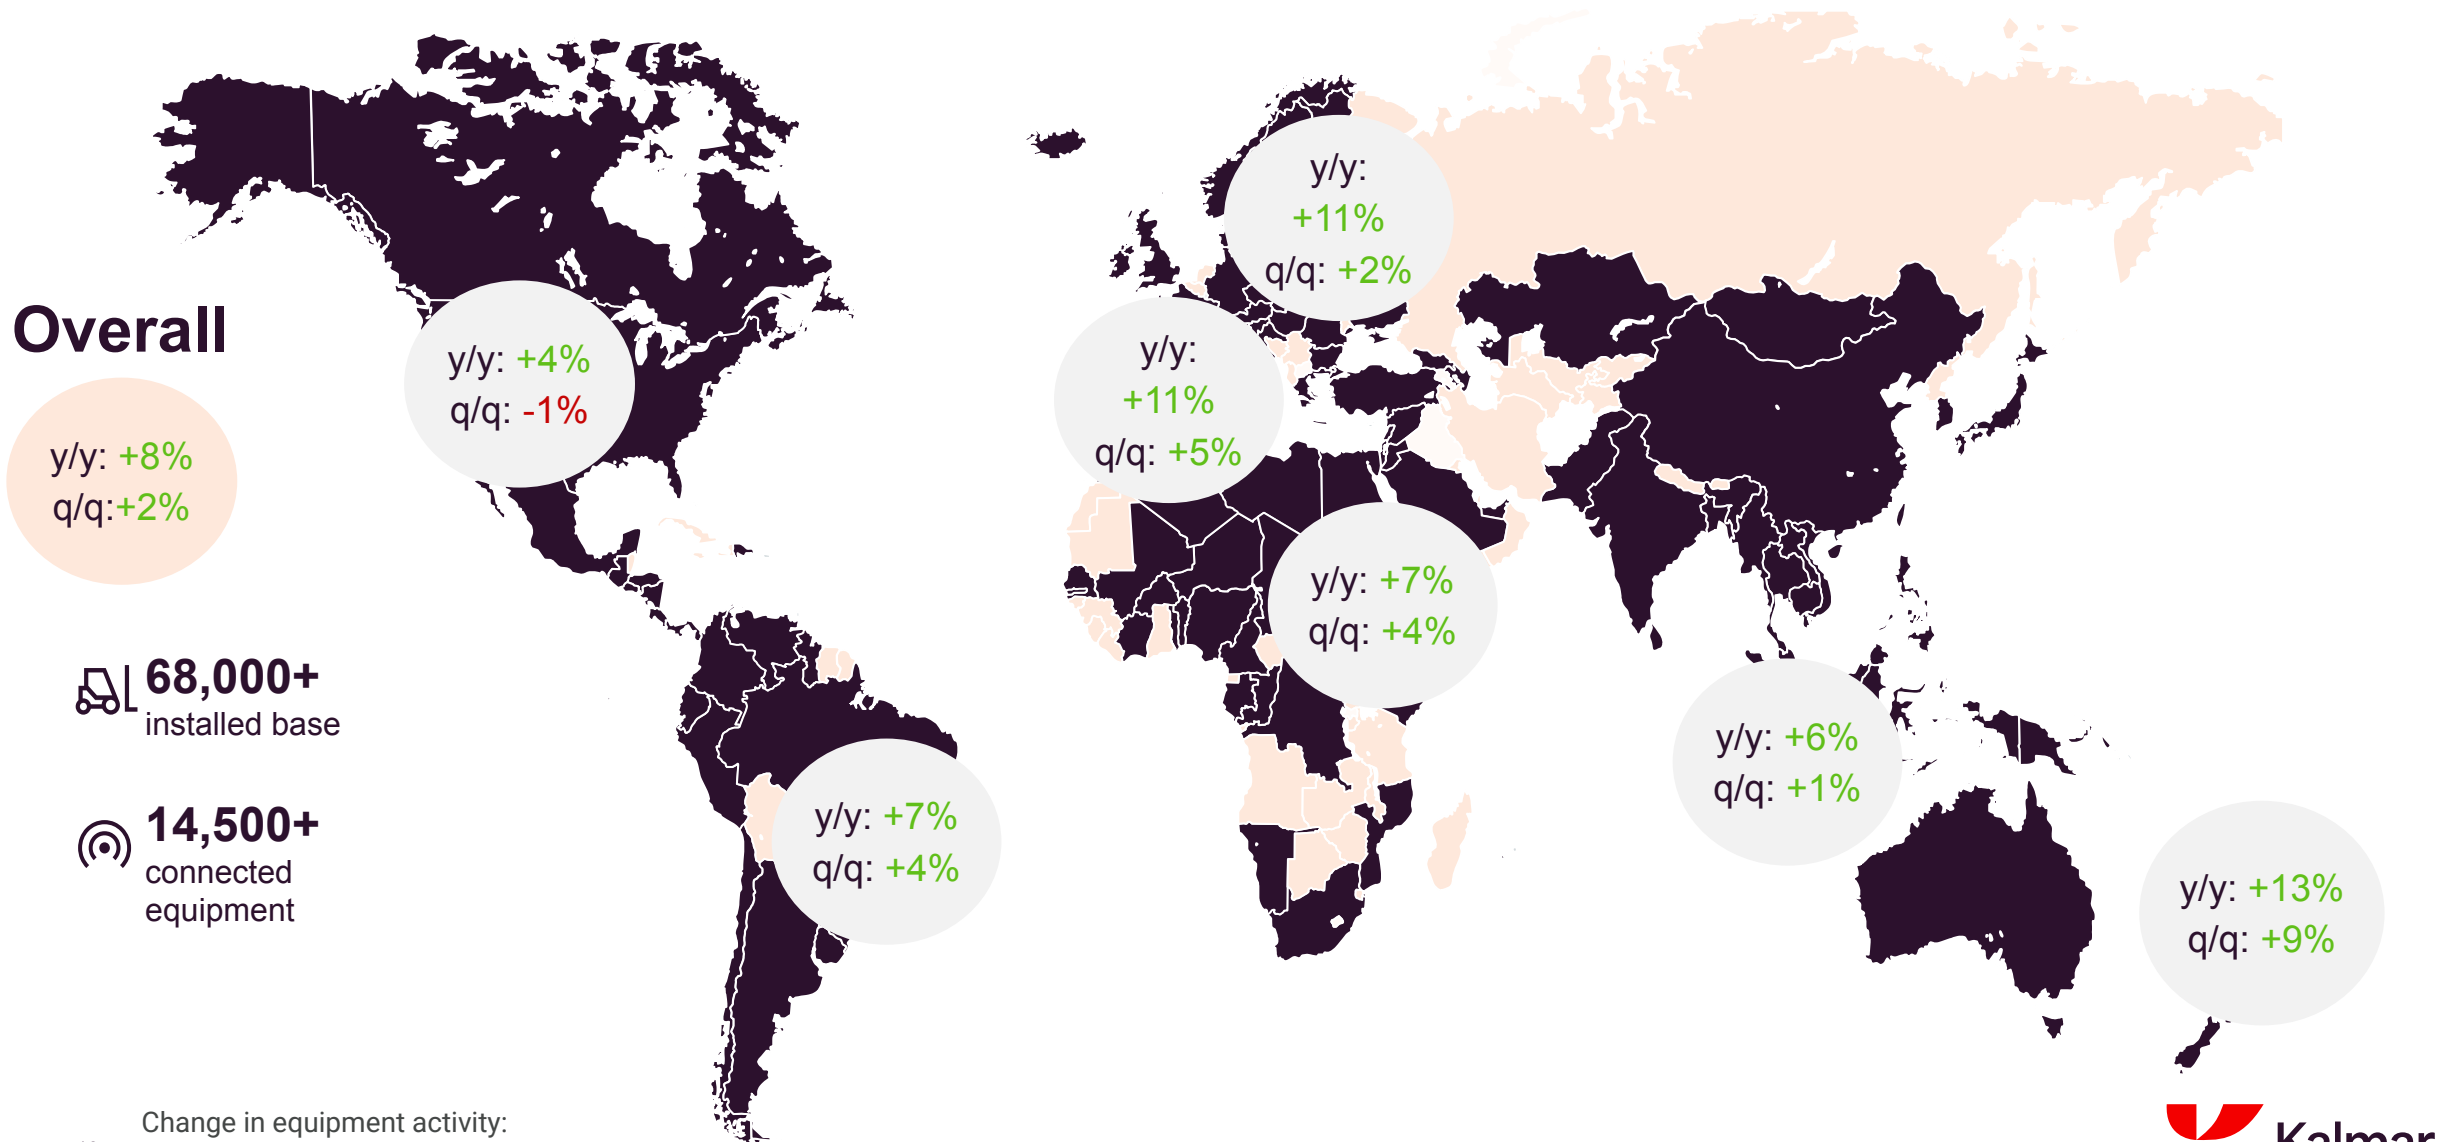 Overall
y/y: +8%
q/q:+2%
68,000+
installed base
14,500+
connected
equipment
y/y: +4%
q/q: -1%
y/y: +7%
q/q: +4%
y/y:
+11%
q/q: +2%
y/y:
+11%
q/q: +5%
y/y: +7%
q/q: +4%
y/y: +6%
q/q: +1%
y/y: +13%
q/q: +9%
Change in equipment activity:
Kalmar